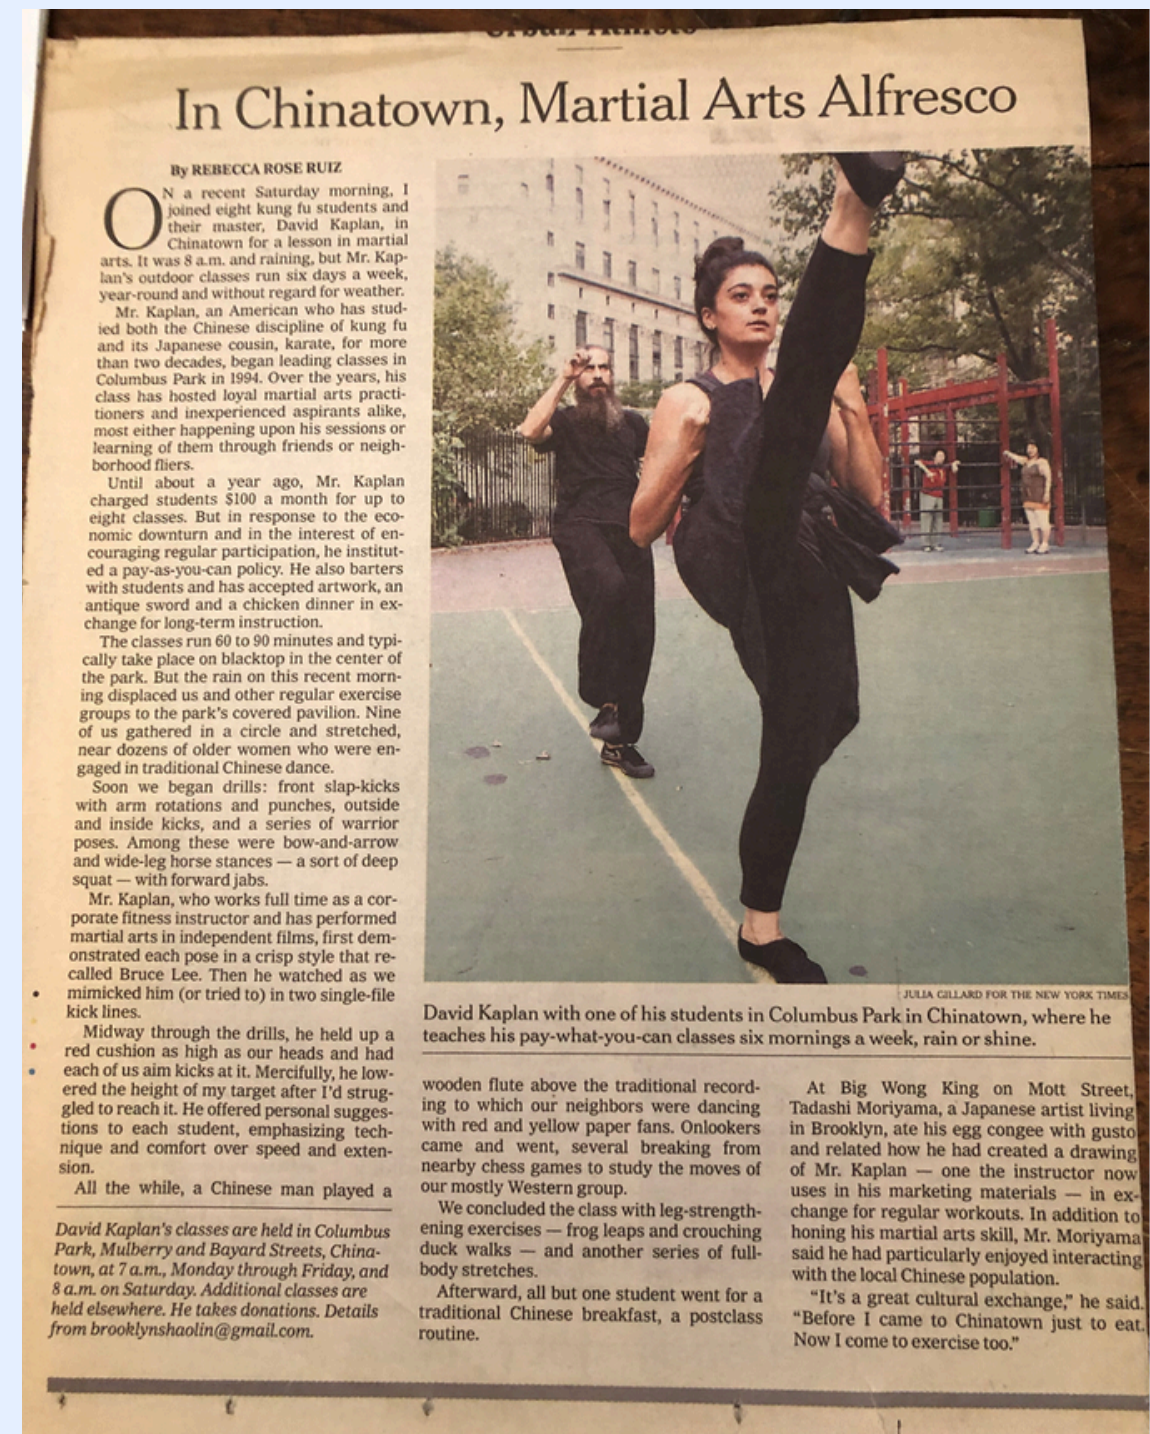 In Chinatown, Martial Arts Alfresco
By REBECCA ROSE RUIZ
ON a recent Saturday morning, I
joined eight kung fu students and
their master, David Kaplan, in
Chinatown for a lesson in martial
arts. It was 8 a.m. and raining, but Mr. Kap-
lan's outdoor classes run six days a week,
year-round and without regard for weather.
Mr. Kaplan, an American who has stud-
ied both the Chinese discipline of kung fu
and its Japanese cousin, karate, for more
than two decades, began leading classes in
Columbus Park in 1994. Over the years, his
class has hosted loyal martial arts practi-
tioners and inexperienced aspirants alike,
most either happening upon his sessions or
learning of them through friends or neigh-
borhood fliers.
Until about a year ago, Mr. Kaplan
charged students $100 a month for up to
eight classes. But in response to the eco-
nomic downturn and in the interest of en-
couraging regular participation, he institut-
ed a pay-as-you-can policy. He also barters
with students and has accepted artwork, an
antique sword and a chicken dinner in ex-
change for long-term instruction.
The classes run 60 to 90 minutes and typi-
cally take place on blacktop in the center of
the park. But the rain on this recent morn-
ing displaced us and other regular exercise
groups to the park's covered pavilion. Nine
of us gathered in a circle and stretched,
near dozens of older women who were en-
gaged in traditional Chinese dance.
Soon we began drills: front slap-kicks
with arm rotations and punches, outside
and inside kicks, and a series of warrior
poses. Among these were bow-and-arrow
and wide-leg horse stances — a sort of deep
squat — with forward jabs.
Mr. Kaplan, who works full time as a cor-
porate fitness instructor and has performed
martial arts in independent films, first dem-
onstrated each pose in a crisp style that re-
called Bruce Lee. Then he watched as we
mimicked him (or tried to) in two single-file
kick lines.
Midway through the drills, he held up a
red cushion as high as our heads and had
each of us aim kicks at it. Mercifully, he low-
ered the height of my target after I'd strug-
gled to reach it. He offered personal sugges-
tions to each student, emphasizing tech-
nique and comfort over speed and exten-
sion.
All the while, a Chinese man played a
David Kaplan's classes are held in Columbus
Park, Mulberry and Bayard Streets, China-
town, at 7 a.m., Monday through Friday, and
8 a.m. on Saturday. Additional classes are
held elsewhere. He takes donations. Details
from brooklynshaolin@gmail.com.
JULIA GILLARD FOR THE NEW YORK TIMES
David Kaplan with one of his students in Columbus Park in Chinatown, where he
teaches his pay-what-you-can classes six mornings a week, rain or shine.
wooden flute above the traditional record-
ing to which our neighbors were dancing
with red and yellow paper fans. Onlookers
came and went, several breaking from
nearby chess games to study the moves of
our mostly Western group.
We concluded the class with leg-strength-
ening exercises — frog leaps and crouching
duck walks — and another series of full-
body stretches.
Afterward, all but one student went for a
traditional Chinese breakfast, a postclass
routine.
At Big Wong King on Mott Street,
Tadashi Moriyama, a Japanese artist living
in Brooklyn, ate his egg congee with gusto
and related how he had created a drawing
of Mr. Kaplan — one the instructor now
uses in his marketing materials — in ex-
change for regular workouts. In addition to
honing his martial arts skill, Mr. Moriyama
said he had particularly enjoyed interacting
with the local Chinese population.
"It's a great cultural exchange," he said.
"Before I came to Chinatown just to eat.
Now I come to exercise too."